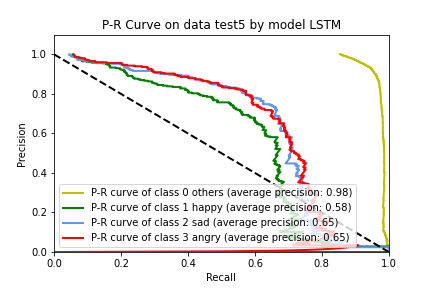 P-R Curve on data test5 by model LSTM
1.0
0.8
0.6
0.4
0.2
0.0
Precision
P-R curve of class 0 others (average precision: 0.98)
P-R curve of class 1 happy (average precision: 0.58)
P-R curve of class 2 sad (average precision: 0.65)
P-R curve of class 3 angry (average precision: 0.65)
0.0 0.2 0.4 0.6 0.8 1.0
Recall